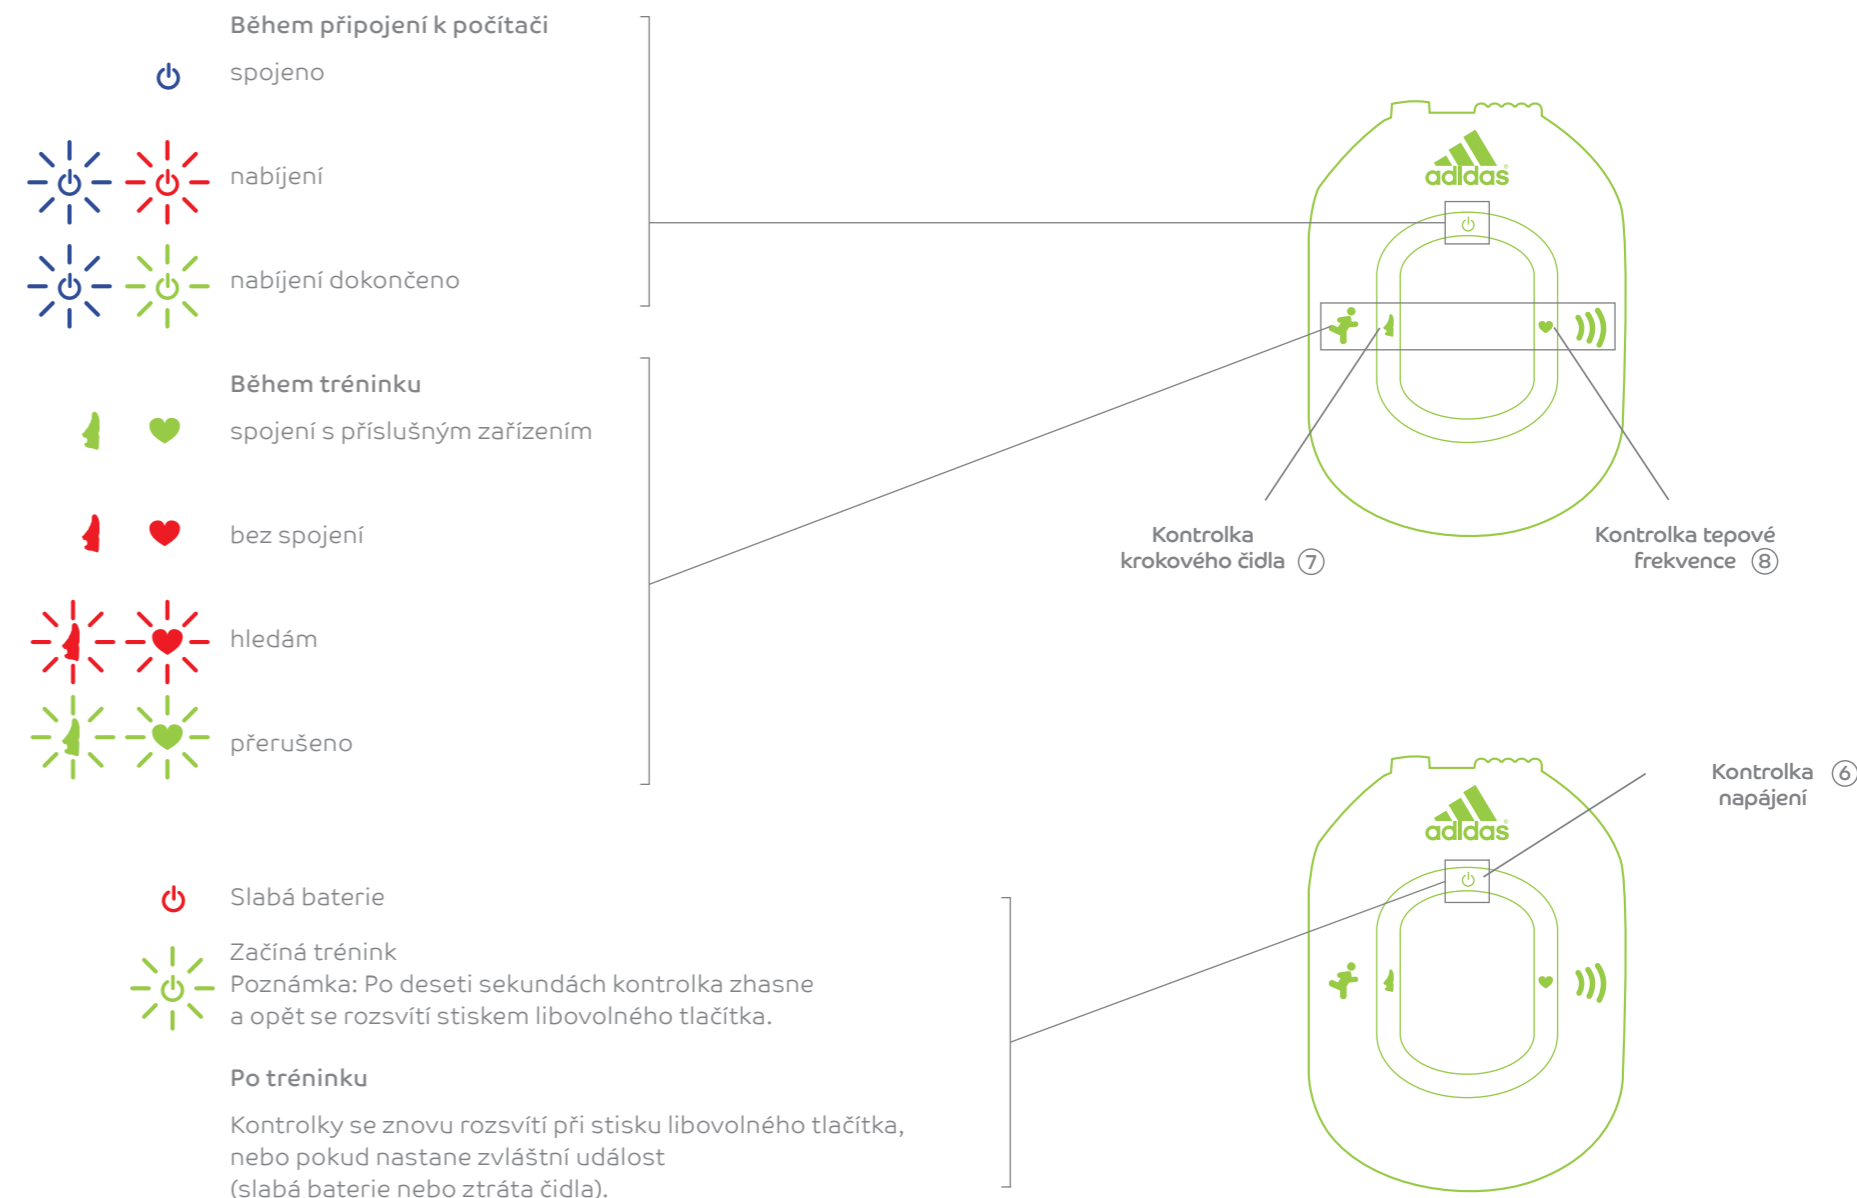 Během připojení k počítači
spojeno
nabíjení
nabíjení dokončeno
Během tréninku
spojení s příslušným zařízením
bez spojení
hledám
přerušeno
Slabá baterie
Začíná trénink
Poznámka: Po deseti sekundách kontrolka zhasne
a opět se rozsvítí stiskem libovolného tlačítka.
Po tréninku
Kontrolky se znovu rozsvítí při stisku libovolného tlačítka,
nebo pokud nastane zvláštní událost
(slabá baterie nebo ztráta čidla).
adidas
Kontrolka
krokového čidla 7
Kontrolka tepové
frekvence 8
adidas
Kontrolka 6
napájení